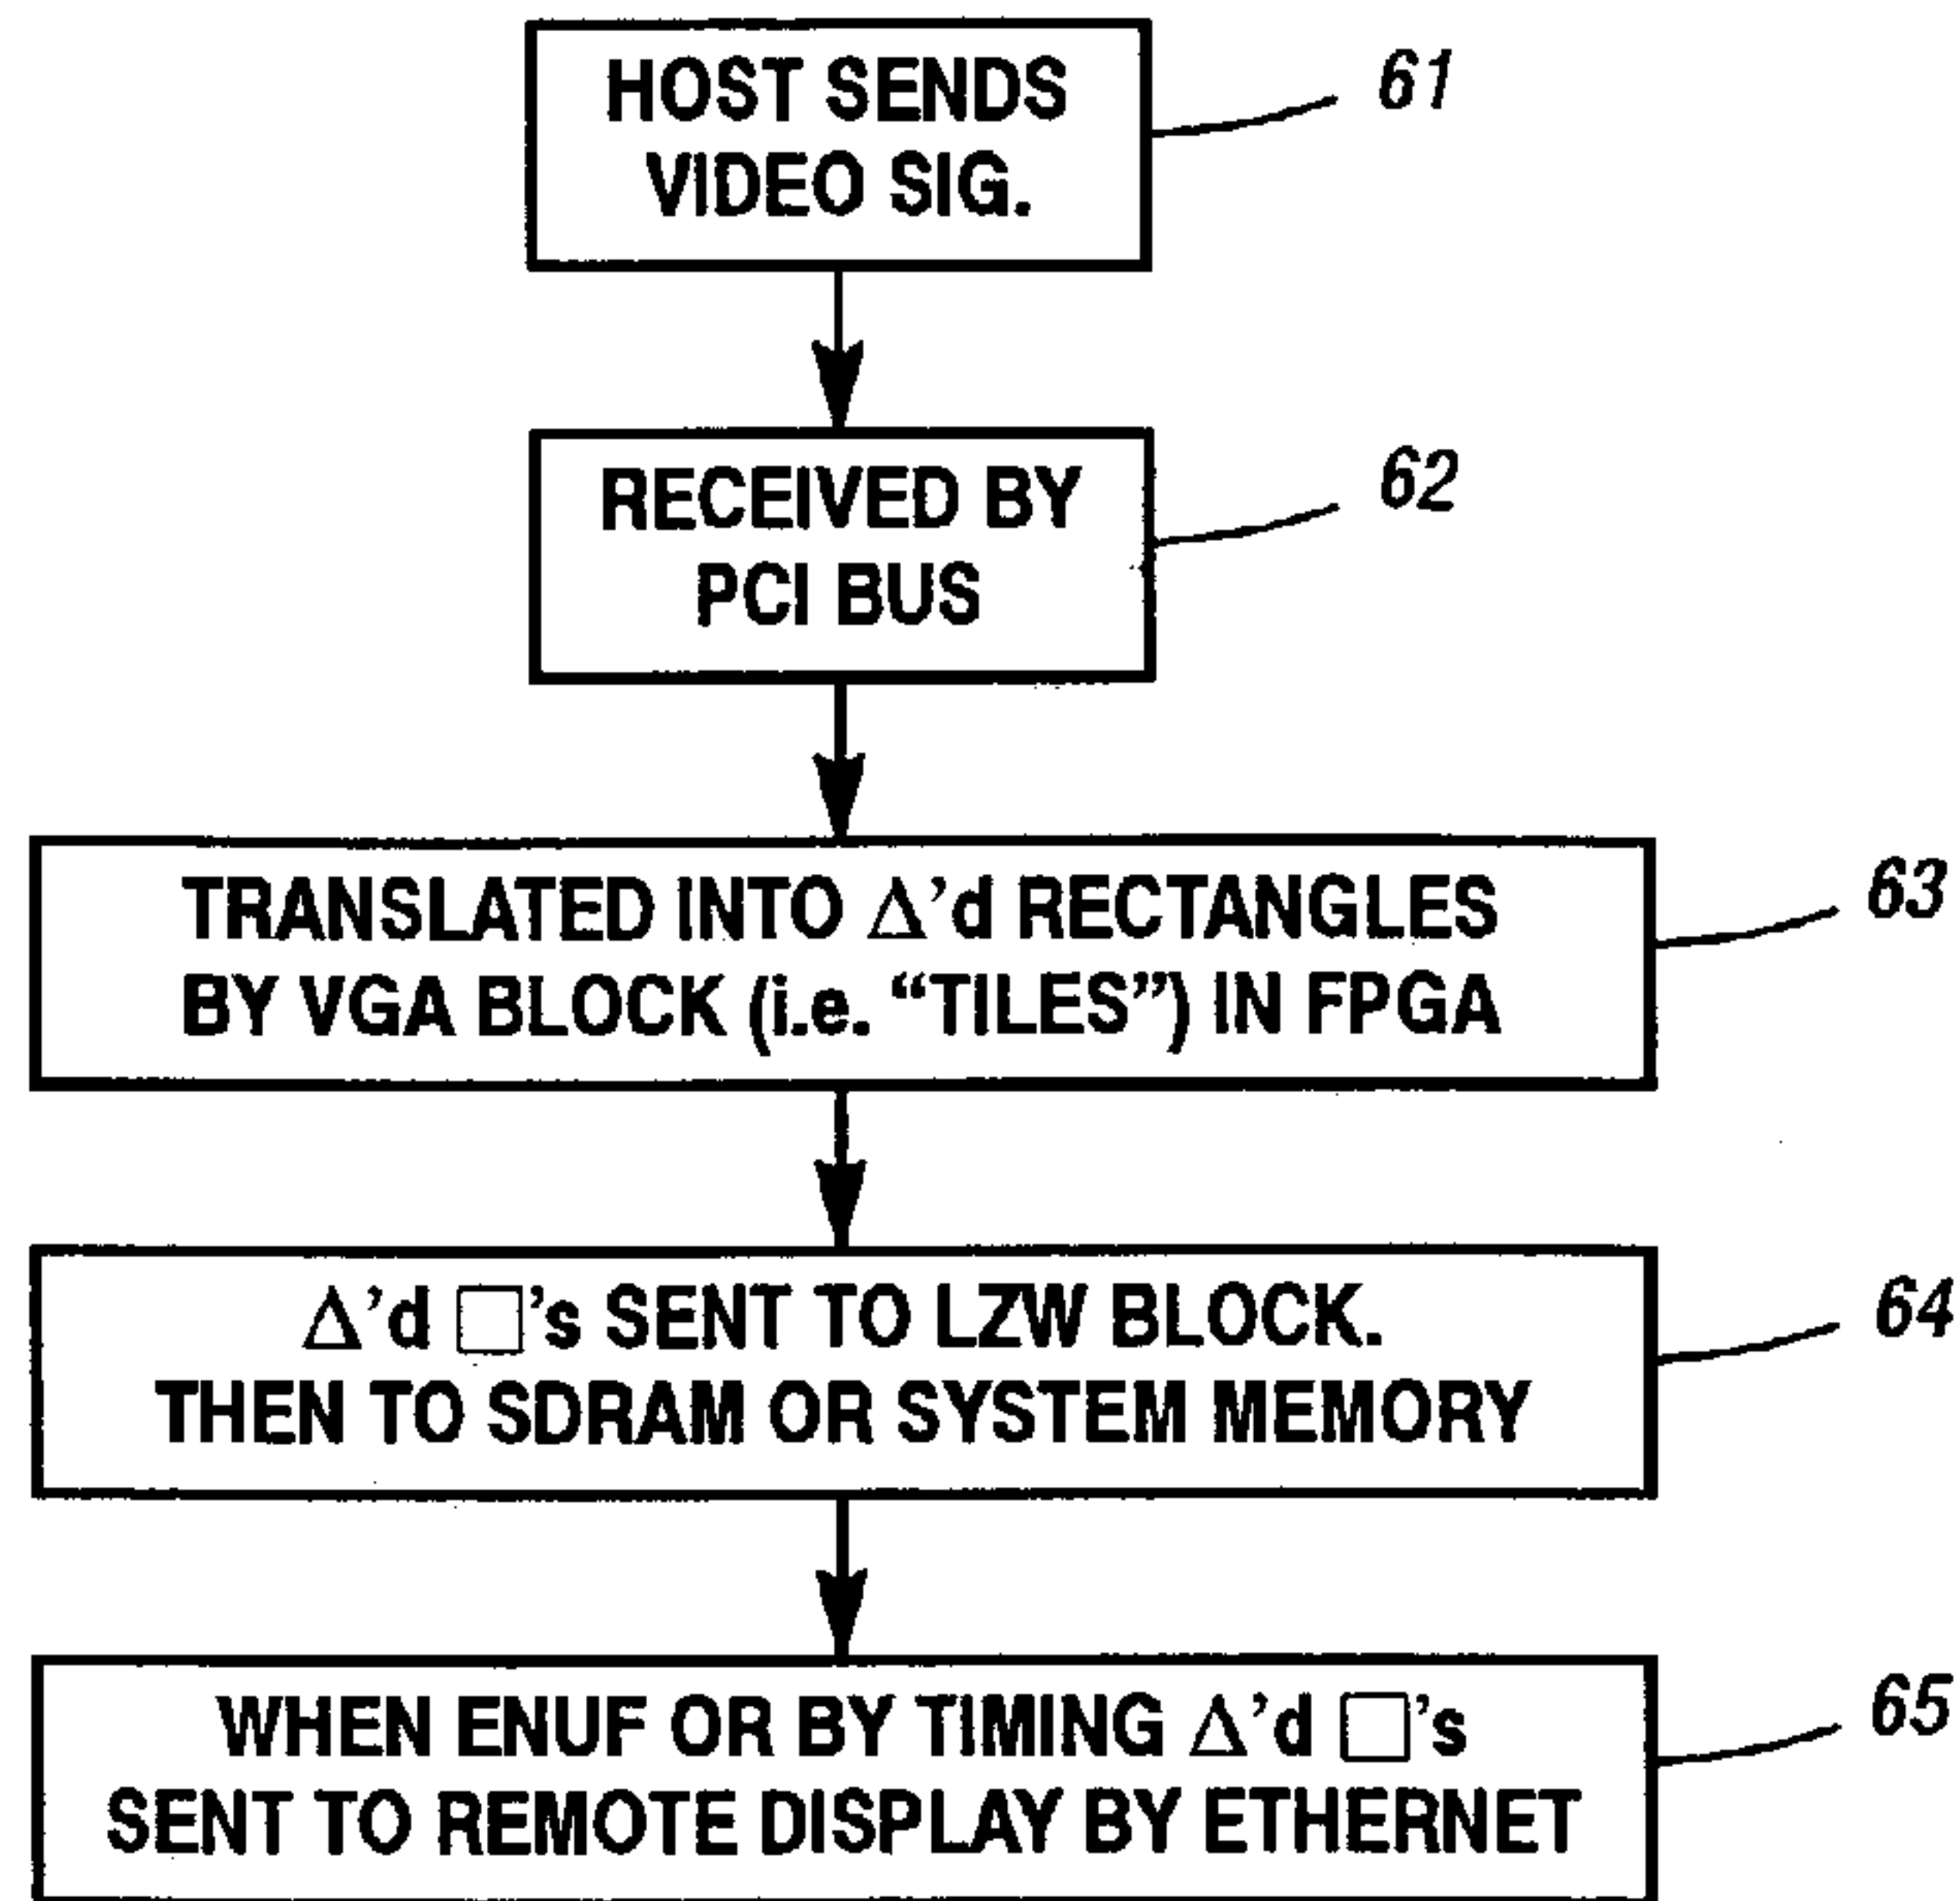 HOST SENDS
VIDEO SIG.
61
RECEIVED BY
PCI BUS
62
TRANSLATED INTO Δ’d RECTANGLES
BY VGA BLOCK (i.e. “TILES”) IN FPGA
63
Δ’d □’s SENT TO LZW BLOCK.
THEN TO SDRAM OR SYSTEM MEMORY
64
WHEN ENUF OR BY TIMING Δ’d □’s
SENT TO REMOTE DISPLAY BY ETHERNET
65